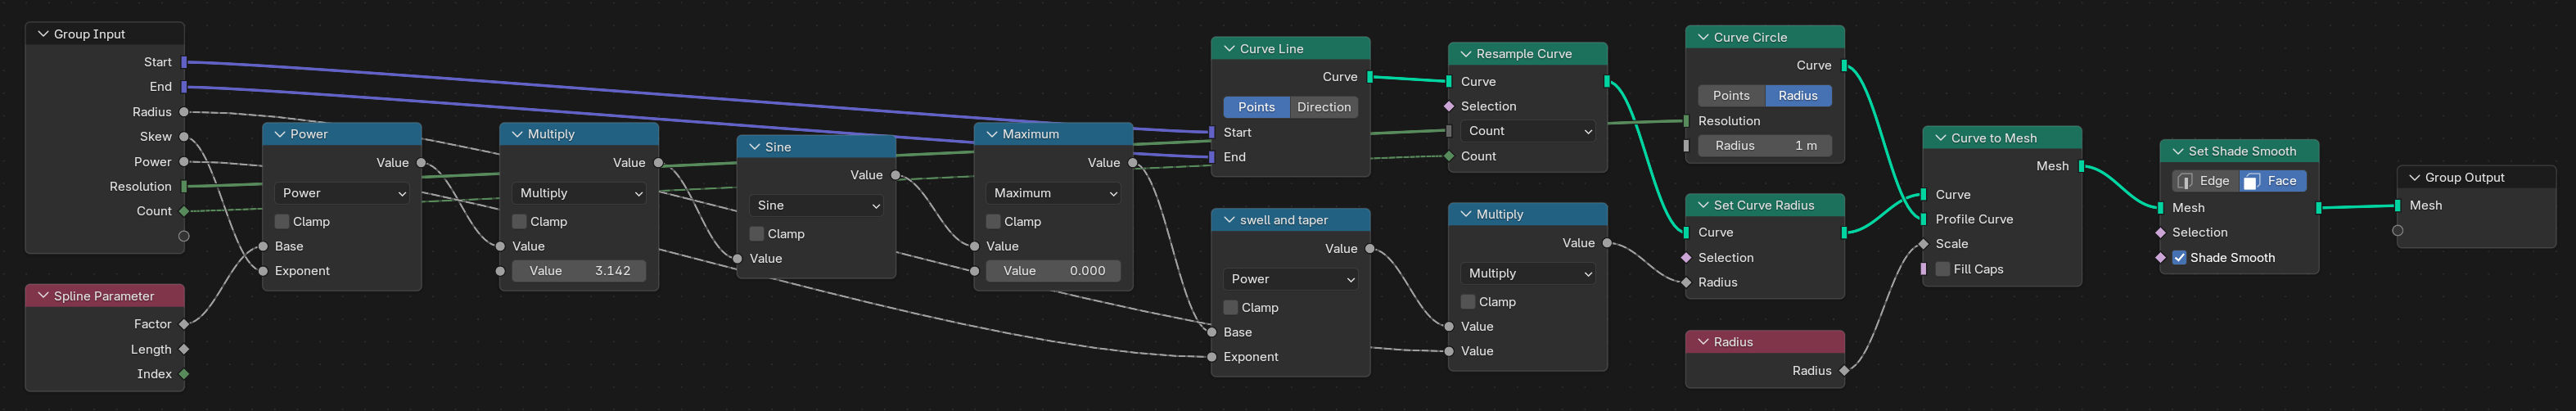 Group Input
Start
End
Radius
Skew
Power
Resolution
Count
Spline Parameter
Factor
Length
Index
Power
Value
Power
Clamp
Base
Exponent
Multiply
Value
Multiply
Clamp
Value
Value 3.142
Sine
Value
Sine
Clamp
Value
Maximum
Value
Maximum
Clamp
Value
Value 0.000
Curve Line
Curve
Points Direction
Start
End
swell and taper
Value
Power
Clamp
Base
Exponent
Resample Curve
Curve
Selection
Count
Count
Multiply
Value
Multiply
Clamp
Value
Value
Curve Circle
Curve
Points Radius
Resolution
Radius 1 m
Set Curve Radius
Curve
Selection
Radius
Radius
Radius
Curve to Mesh
Mesh
Curve
Profile Curve
Scale
Fill Caps
Set Shade Smooth
Edge Face
Mesh
Selection
Shade Smooth
Group Output
Mesh